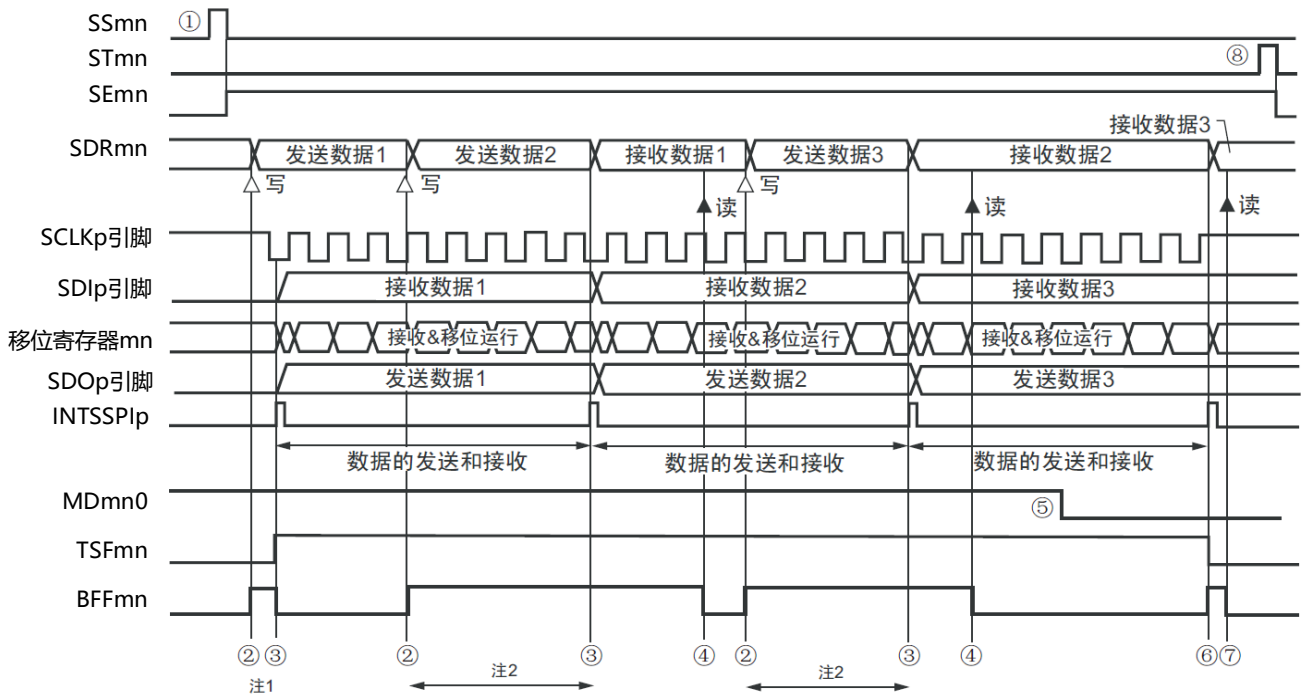 SSmn ①
STmn ⑧
SEmn
接收数据3
SDRmn 发送数据1 发送数据2 接收数据1 发送数据3 接收数据2
写 写 读 写 读 读
SCLKp引脚
SDIp引脚 接收数据1 接收数据2 接收数据3
移位寄存器mn 接收&移位运行 接收&移位运行 接收&移位运行
SDOp引脚 发送数据1 发送数据2 发送数据3
INTSSPIp
数据的发送和接收 数据的发送和接收 数据的发送和接收
MDmn0 ⑤
TSFmn
BFFmn
②③ ② ③ ④ ② ③ ④ ⑥⑦
注1 注2 注2